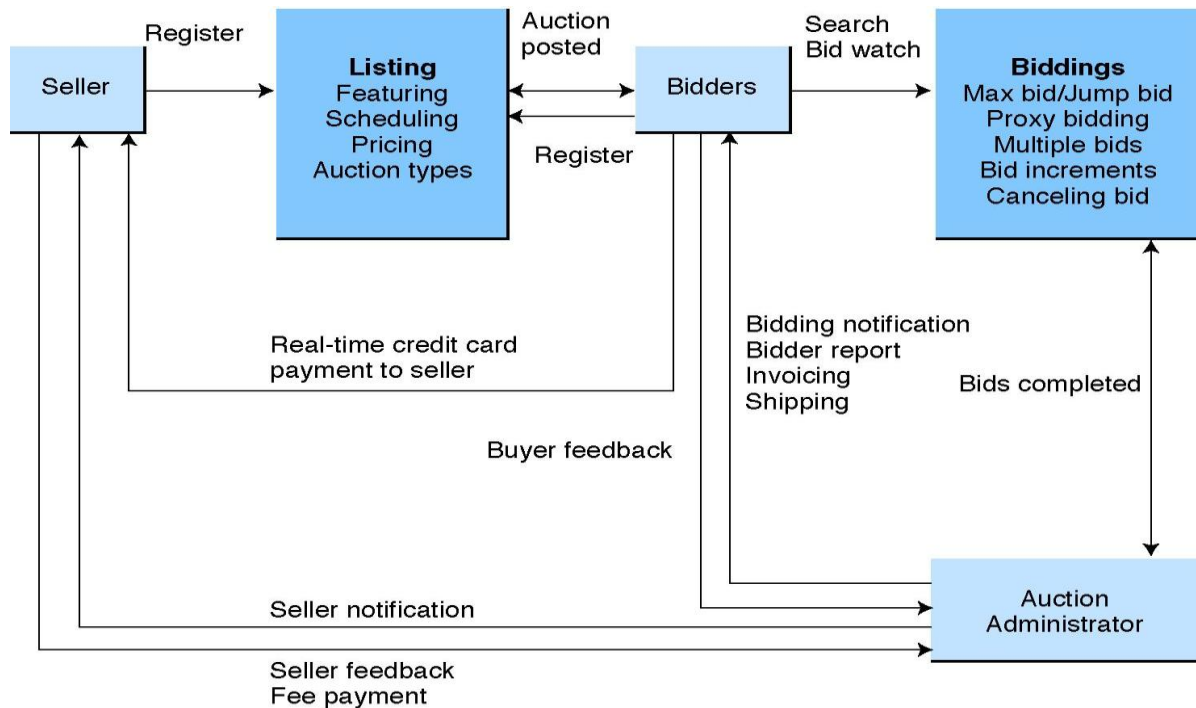 Register
Auction
posted
Search
Bid watch
Seller
Listing
Featuring
Scheduling
Pricing
Auction types
Bidders
Biddings
Max bid/Jump bid
Proxy bidding
Multiple bids
Bid increments
Canceling bid
Register
Real-time credit card
payment to seller
Bidding notification
Bidder report
Invoicing
Shipping
Bids completed
Buyer feedback
Auction
Administrator
Seller notification
Seller feedback
Fee payment